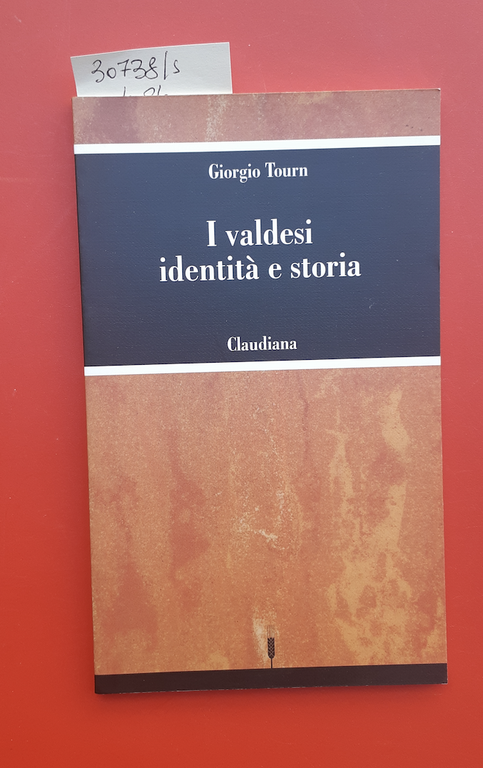 30738/s
Giorgio Tourn
I valdesi
identità e storia
Claudiana